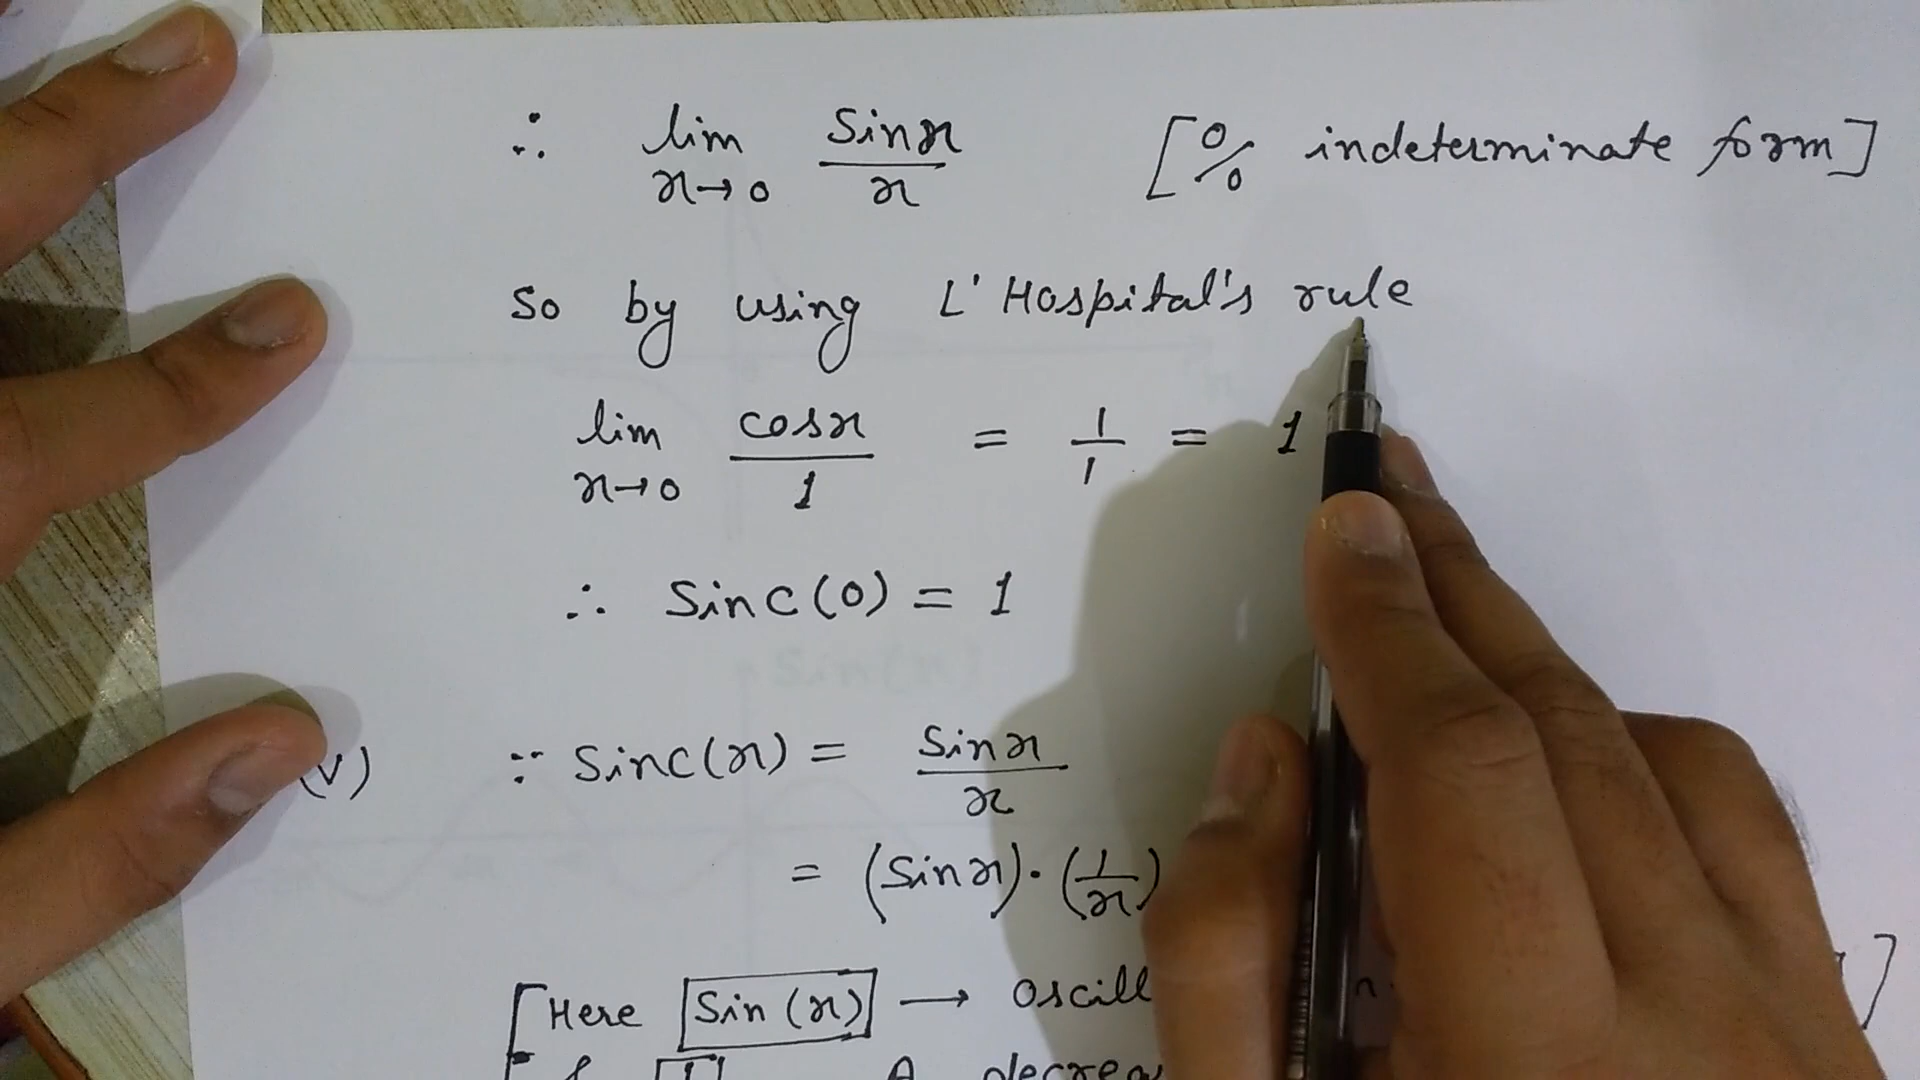 ∴ lim x→0 Sinx/x [0/0 indeterminate form]
So by using L'Hospital's rule
lim x→0 cosx/1 = 1/1 = 1
∴ Sinc(0) = 1
(V) ∵ Sinc(x) = Sinx/x
= (Sinx)·(1/x)
[Here Sin(x) → oscill